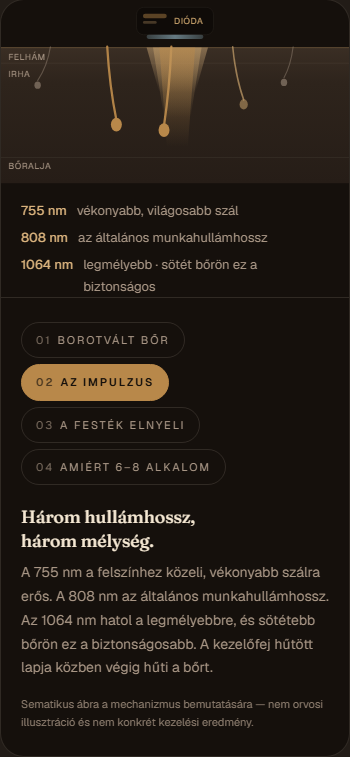 DIÓDA
FELHÁM
IRHA
BŐRALJA
755 nm vékonyabb, világosabb szál
808 nm az általános munkahullámhossz
1064 nm legmélyebb · sötét bőrön ez a
biztonságos
01 BOROTVÁLT BŐR
02 AZ IMPULZUS
03 A FESTÉK ELNYELI
04 AMIÉRT 6–8 ALKALOM
Három hullámhossz,
három mélység.
A 755 nm a felszínhez közeli, vékonyabb szálra
erős. A 808 nm az általános munkahullámhossz.
Az 1064 nm hatol a legmélyebbre, és sötétebb
bőrön ez a biztonságosabb. A kezelőfej hűtött
lapja közben végig hűti a bőrt.
Sematikus ábra a mechanizmus bemutatására — nem orvosi
illusztráció és nem konkrét kezelési eredmény.